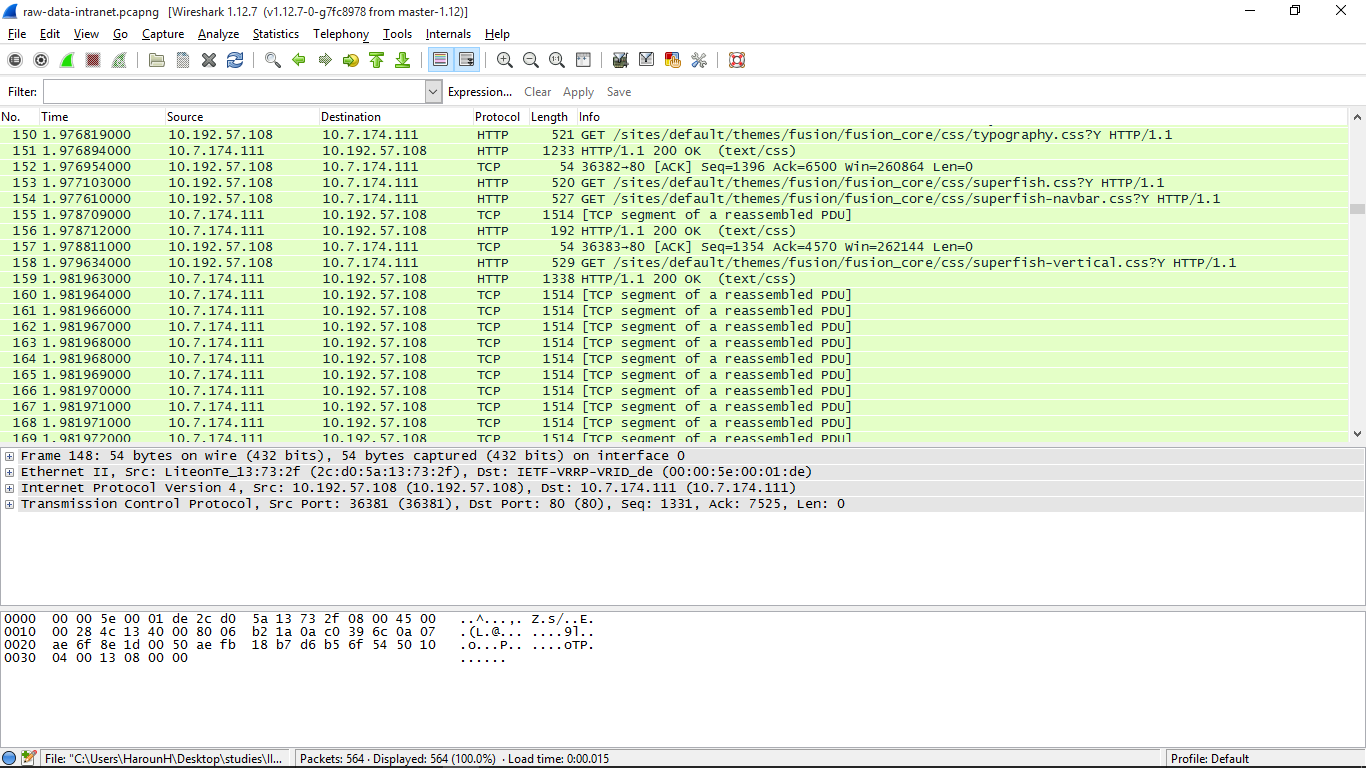 raw-data-intranet.pcapng [Wireshark 1.12.7 (v1.12.7-0-g7fc8978 from master-1.12)]
File Edit View Go Capture Analyze Statistics Telephony Tools Internals Help
Filter: Expression... Clear Apply Save
No. Time Source Destination Protocol Length Info
150 1.976819000 10.192.57.108 10.7.174.111 HTTP 521 GET /sites/default/themes/fusion/fusion_core/css/typography.css?Y HTTP/1.1
151 1.976894000 10.7.174.111 10.192.57.108 HTTP 1233 HTTP/1.1 200 OK (text/css)
152 1.976954000 10.192.57.108 10.7.174.111 TCP 54 36382→80 [ACK] Seq=1396 Ack=6500 Win=260864 Len=0
153 1.977103000 10.192.57.108 10.7.174.111 HTTP 520 GET /sites/default/themes/fusion/fusion_core/css/superfish.css?Y HTTP/1.1
154 1.977610000 10.192.57.108 10.7.174.111 HTTP 527 GET /sites/default/themes/fusion/fusion_core/css/superfish-navbar.css?Y HTTP/1.1
155 1.978709000 10.7.174.111 10.192.57.108 TCP 1514 [TCP segment of a reassembled PDU]
156 1.978712000 10.7.174.111 10.192.57.108 HTTP 192 HTTP/1.1 200 OK (text/css)
157 1.978811000 10.192.57.108 10.7.174.111 TCP 54 36383→80 [ACK] Seq=1354 Ack=4570 Win=262144 Len=0
158 1.979634000 10.192.57.108 10.7.174.111 HTTP 529 GET /sites/default/themes/fusion/fusion_core/css/superfish-vertical.css?Y HTTP/1.1
159 1.981963000 10.7.174.111 10.192.57.108 HTTP 1338 HTTP/1.1 200 OK (text/css)
160 1.981964000 10.7.174.111 10.192.57.108 TCP 1514 [TCP segment of a reassembled PDU]
161 1.981966000 10.7.174.111 10.192.57.108 TCP 1514 [TCP segment of a reassembled PDU]
162 1.981967000 10.7.174.111 10.192.57.108 TCP 1514 [TCP segment of a reassembled PDU]
163 1.981968000 10.7.174.111 10.192.57.108 TCP 1514 [TCP segment of a reassembled PDU]
164 1.981968000 10.7.174.111 10.192.57.108 TCP 1514 [TCP segment of a reassembled PDU]
165 1.981969000 10.7.174.111 10.192.57.108 TCP 1514 [TCP segment of a reassembled PDU]
166 1.981970000 10.7.174.111 10.192.57.108 TCP 1514 [TCP segment of a reassembled PDU]
167 1.981971000 10.7.174.111 10.192.57.108 TCP 1514 [TCP segment of a reassembled PDU]
168 1.981971000 10.7.174.111 10.192.57.108 TCP 1514 [TCP segment of a reassembled PDU]
169 1.981972000 10.7.174.111 10.192.57.108 TCP 1514 [TCP segment of a reassembled PDU]
Frame 148: 54 bytes on wire (432 bits), 54 bytes captured (432 bits) on interface 0
Ethernet II, Src: LiteonTe_13:73:2f (2c:d0:5a:13:73:2f), Dst: IETF-VRRP-VRID_de (00:00:5e:00:01:de)
Internet Protocol Version 4, Src: 10.192.57.108 (10.192.57.108), Dst: 10.7.174.111 (10.7.174.111)
Transmission Control Protocol, Src Port: 36381 (36381), Dst Port: 80 (80), Seq: 1331, Ack: 7525, Len: 0
0000 00 00 5e 00 01 de 2c d0 5a 13 73 2f 08 00 45 00 ..^...,. Z.s/..E.
0010 00 28 4c 13 40 00 80 06 b2 1a 0a c0 39 6c 0a 07 .(L.@... ....9l..
0020 ae 6f 8e 1d 00 50 ae fb 18 b7 d6 b5 6f 54 50 10 .o...P.. ....oTP.
0030 04 00 13 08 00 00 ......
File: "C:\Users\HarounH\Desktop\studies\II... Packets: 564 · Displayed: 564 (100.0%) · Load time: 0:00.015 Profile: Default